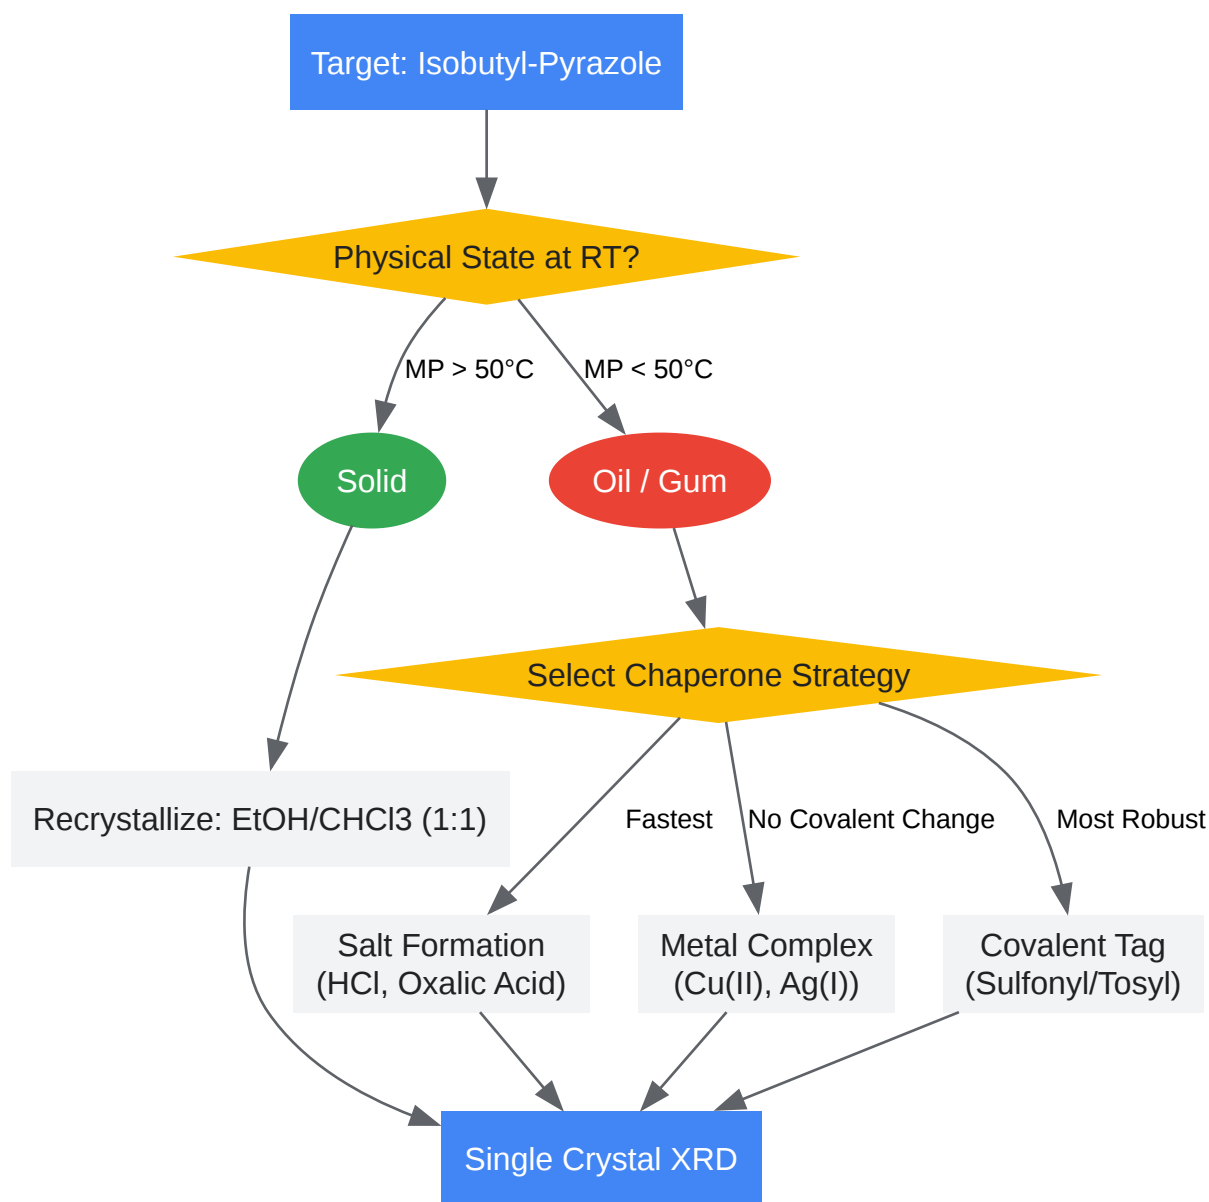 Target: Isobutyl-Pyrazole
Physical State at RT?
MP > 50°C
MP < 50°C
Solid
Oil / Gum
Select Chaperone Strategy
Recrystallize: EtOH/CHCl3 (1:1)
Fastest
No Covalent Change
Most Robust
Salt Formation
(HCl, Oxalic Acid)
Metal Complex
(Cu(II), Ag(I))
Covalent Tag
(Sulfonyl/Tosyl)
Single Crystal XRD